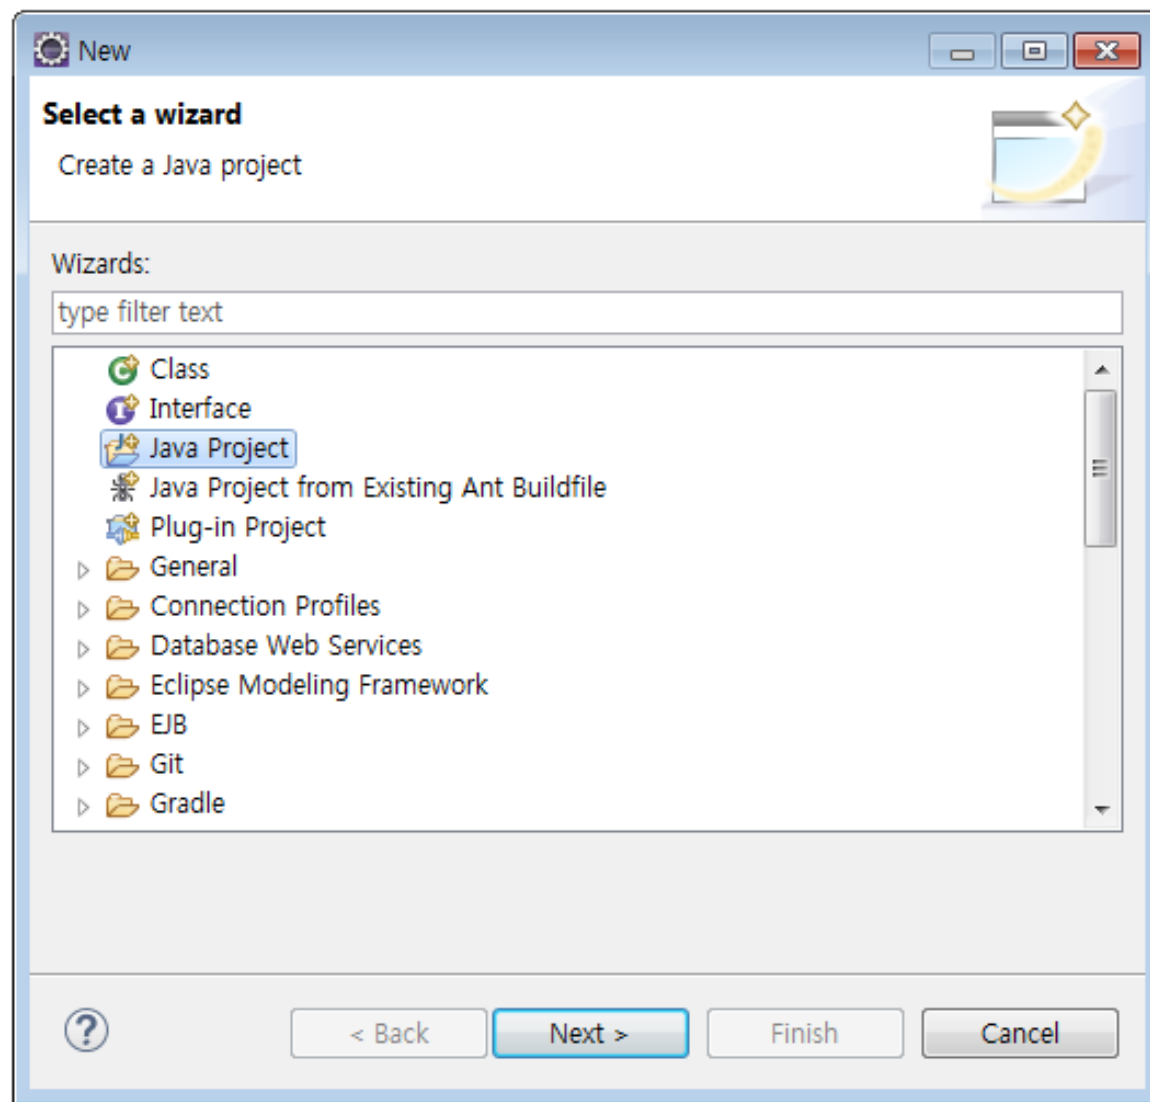 New
Select a wizard
Create a Java project
Wizards:
type filter text
Class
Interface
Java Project
Java Project from Existing Ant Buildfile
Plug-in Project
General
Connection Profiles
Database Web Services
Eclipse Modeling Framework
EJB
Git
Gradle
? < Back Next > Finish Cancel